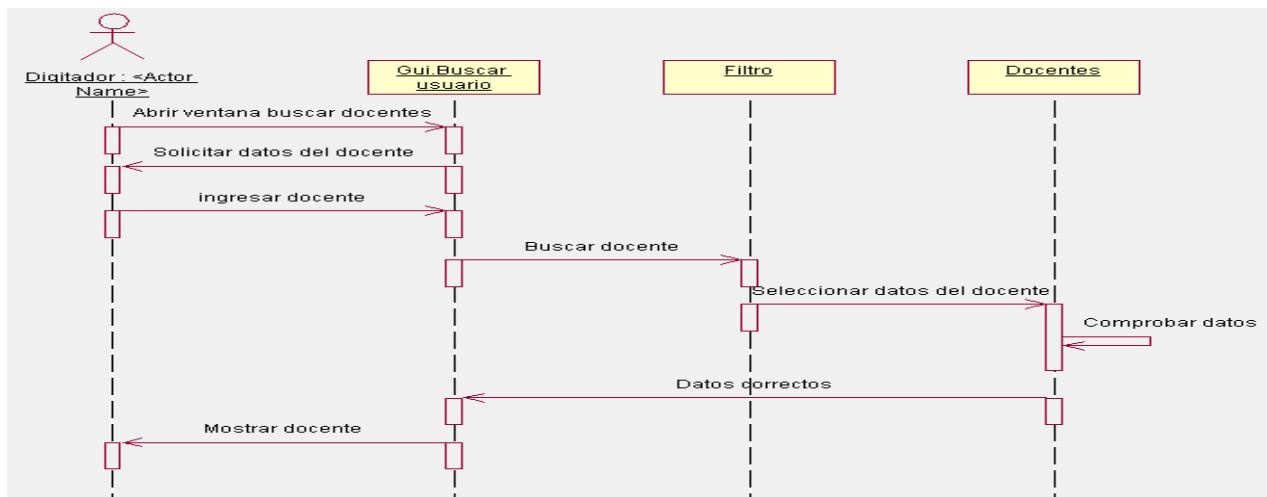 Digitador : <Actor
Name>
Gui.Buscar
usuario
Filtro
Docentes
Abrir ventana buscar docentes
Solicitar datos del docente
ingresar docente
Buscar docente
Seleccionar datos del docente
Comprobar datos
Datos correctos
Mostrar docente